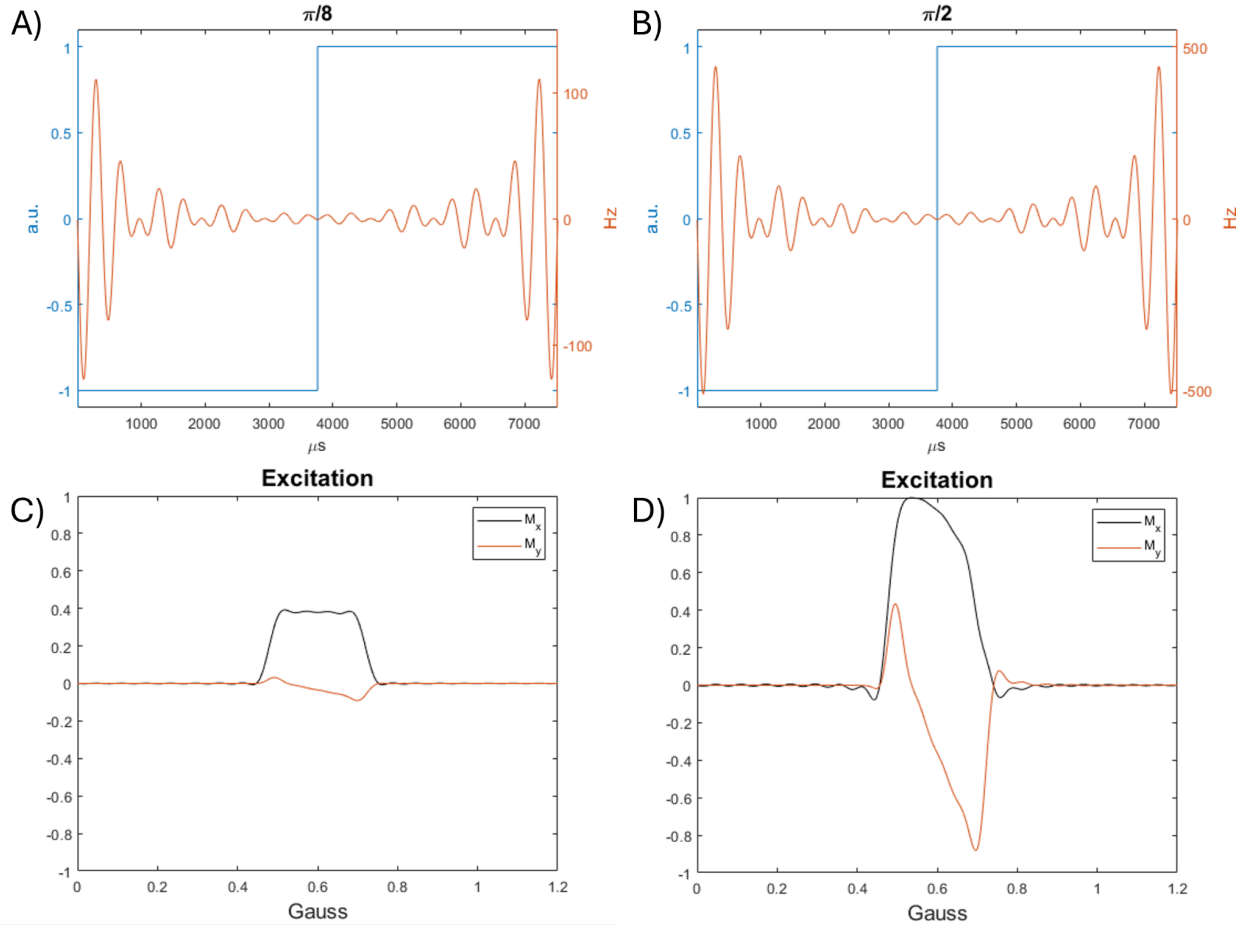 A)
π/8
1
0.5
0
-0.5
-1
a.u.
100
0
-100
Hz
1000 2000 3000 4000 5000 6000 7000
μs
B)
π/2
1
0.5
0
-0.5
-1
a.u.
500
0
-500
Hz
1000 2000 3000 4000 5000 6000 7000
μs
C)
Excitation
1
0.8
0.6
0.4
0.2
0
-0.2
-0.4
-0.6
-0.8
-1
Mx
My
0 0.2 0.4 0.6 0.8 1 1.2
Gauss
D)
Excitation
1
0.8
0.6
0.4
0.2
0
-0.2
-0.4
-0.6
-0.8
-1
Mx
My
0 0.2 0.4 0.6 0.8 1 1.2
Gauss